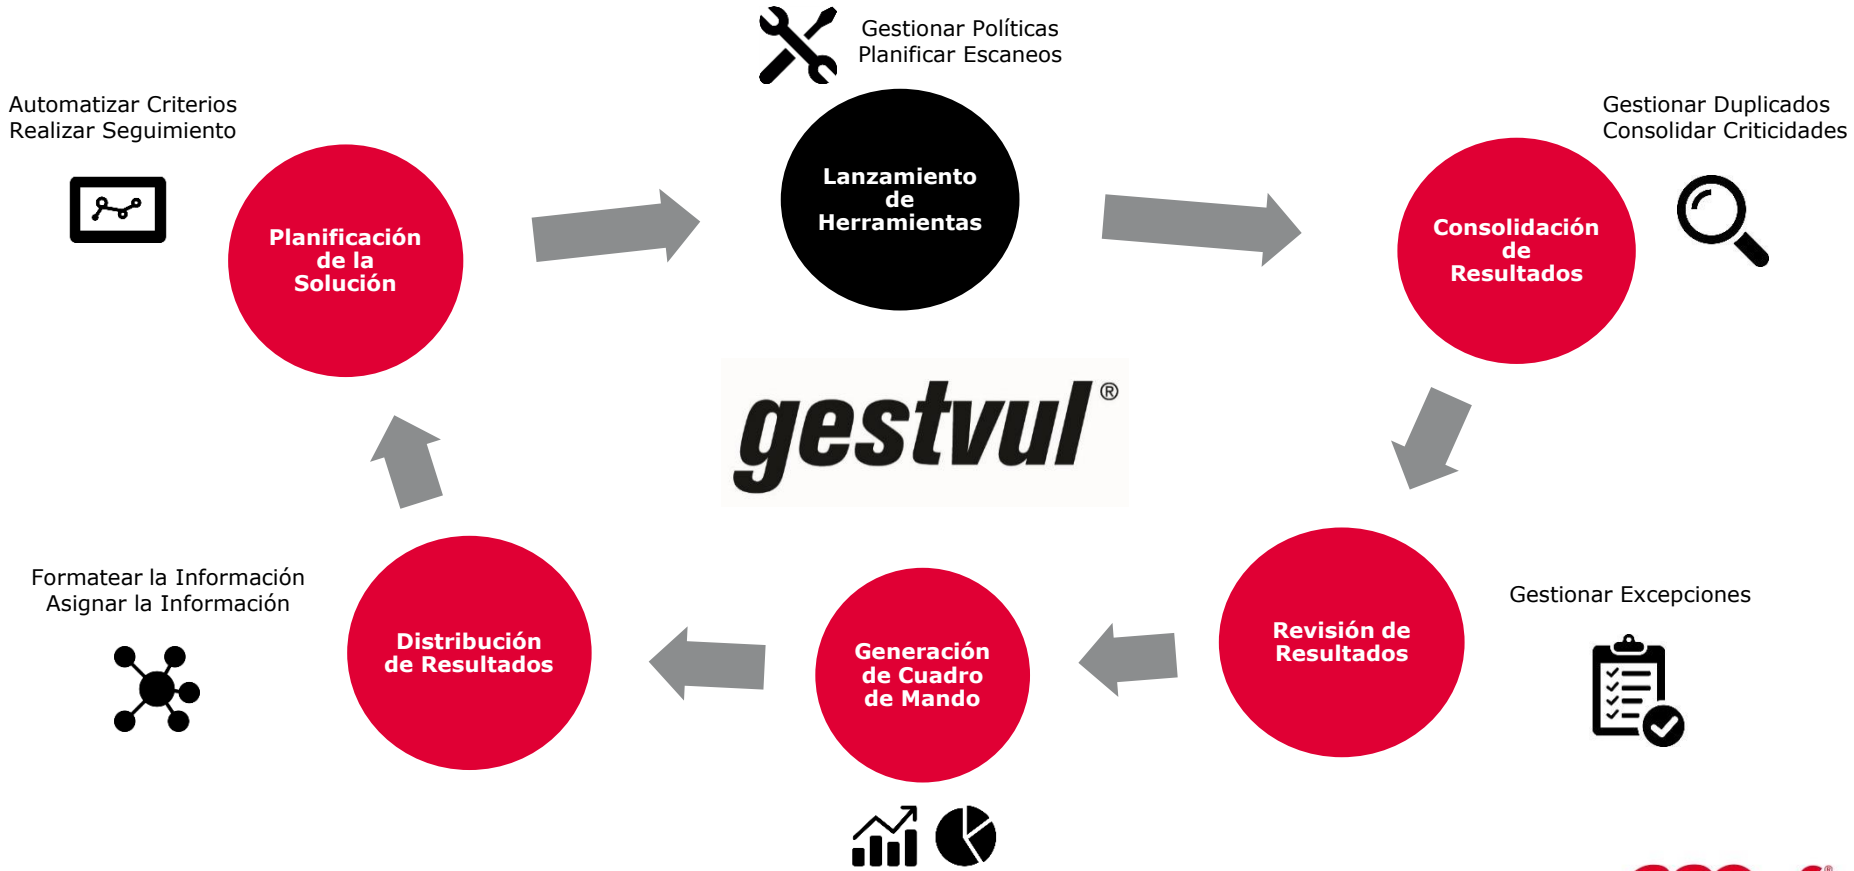 Gestionar Políticas
Planificar Escaneos
Automatizar Criterios
Realizar Seguimiento
Gestionar Duplicados
Consolidar Criticidades
Lanzamiento
de
Herramientas
Planificación
de la
Solución
Consolidación
de
Resultados
gestvul®
Formatear la Información
Asignar la Información
Distribución
de Resultados
Generación
de Cuadro
de Mando
Revisión de
Resultados
Gestionar Excepciones